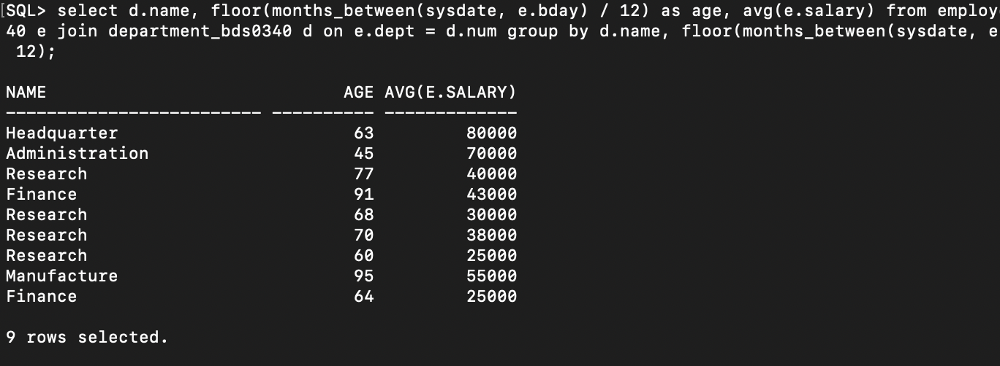 [SQL> select d.name, floor(months_between(sysdate, e.bday) / 12) as age, avg(e.salary) from employ
40 e join department_bds0340 d on e.dept = d.num group by d.name, floor(months_between(sysdate, e
 12);
NAME AGE AVG(E.SALARY)
------------------------- ---------- -------------
Headquarter 63 80000
Administration 45 70000
Research 77 40000
Finance 91 43000
Research 68 30000
Research 70 38000
Research 60 25000
Manufacture 95 55000
Finance 64 25000
9 rows selected.